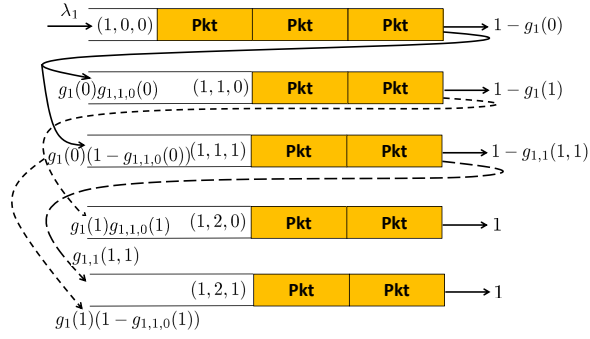 λ₁ (1, 0, 0) Pkt Pkt Pkt 1 − g₁(0)
g₁(0)g₁,₁,₀(0) (1, 1, 0) Pkt Pkt 1 − g₁(1)
g₁(0)(1 − g₁,₁,₀(0)) (1, 1, 1) Pkt Pkt 1 − g₁,₁(1, 1)
g₁(1)g₁,₁,₀(1) (1, 2, 0) Pkt Pkt 1
g₁,₁(1, 1)
(1, 2, 1) Pkt Pkt 1
g₁(1)(1 − g₁,₁,₀(1))